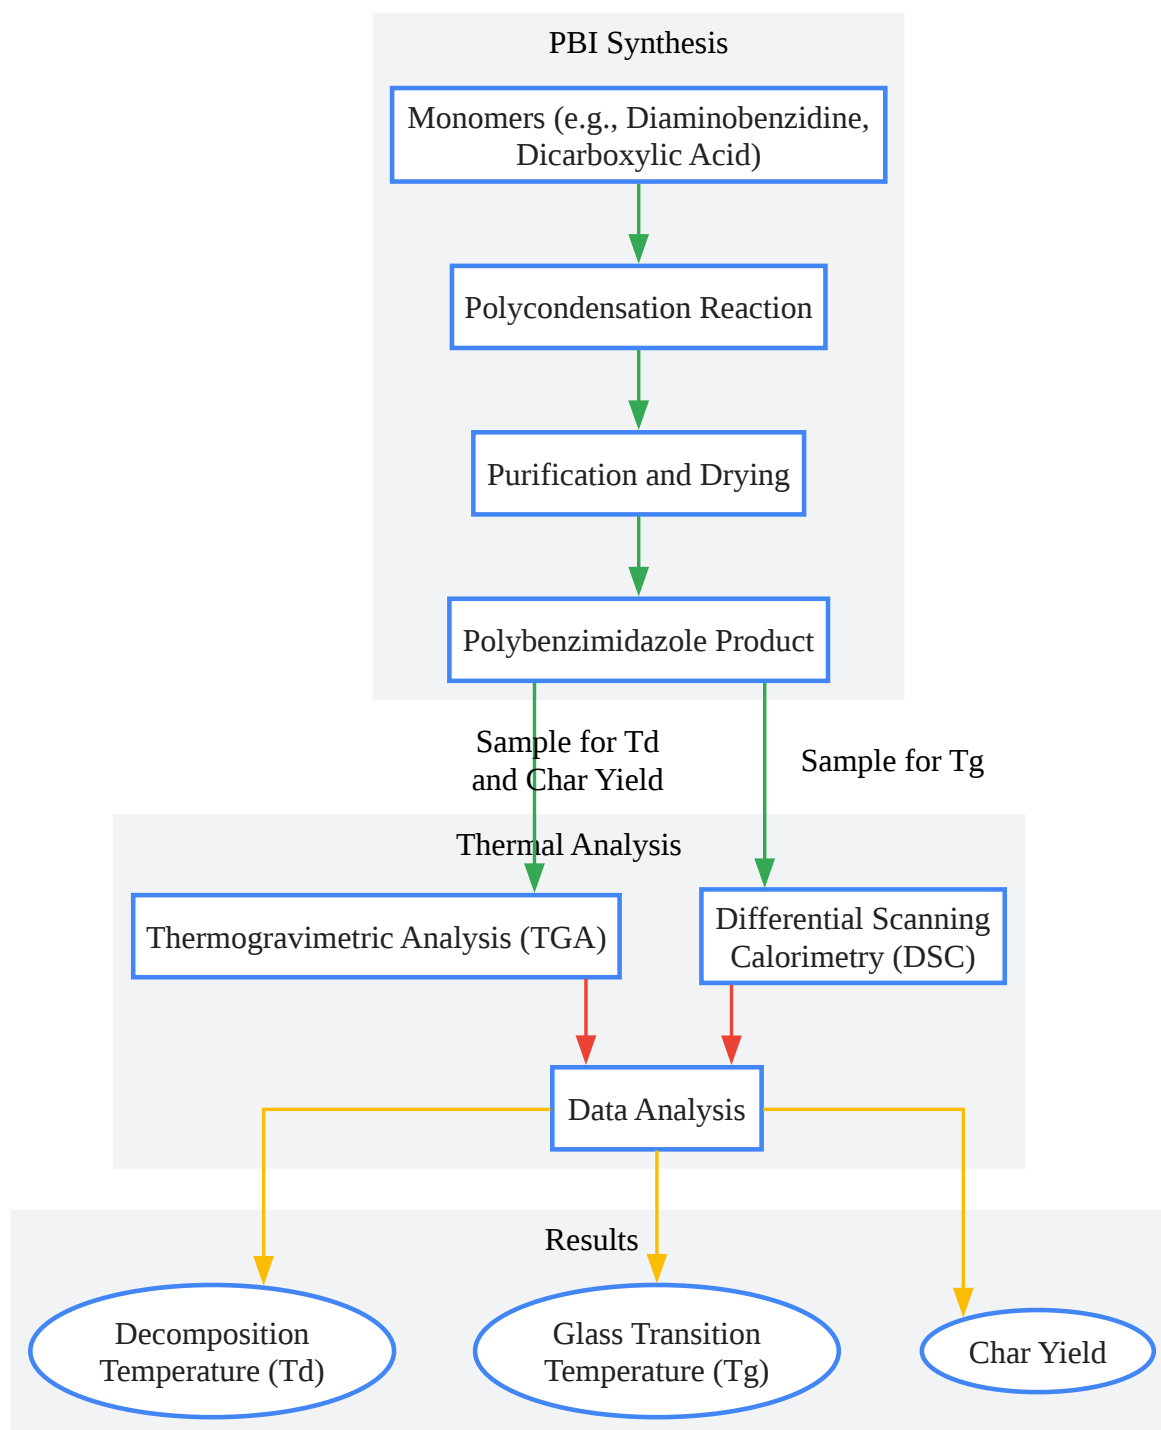 PBI Synthesis
Monomers (e.g., Diaminobenzidine,
Dicarboxylic Acid)
Polycondensation Reaction
Purification and Drying
Polybenzimidazole Product
Sample for Td
and Char Yield
Sample for Tg
Thermal Analysis
Thermogravimetric Analysis (TGA)
Differential Scanning
Calorimetry (DSC)
Data Analysis
Results
Decomposition
Temperature (Td)
Glass Transition
Temperature (Tg)
Char Yield